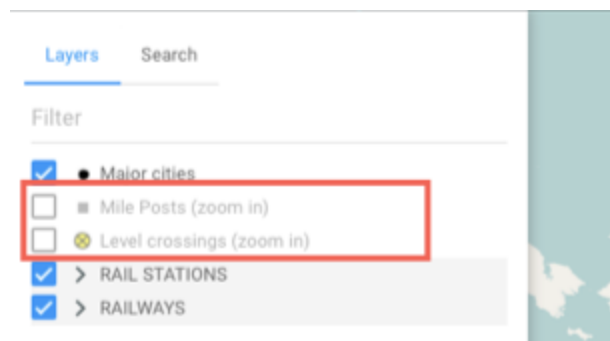 Layers Search
Filter
Major cities
Mile Posts (zoom in)
Level crossings (zoom in)
RAIL STATIONS
RAILWAYS